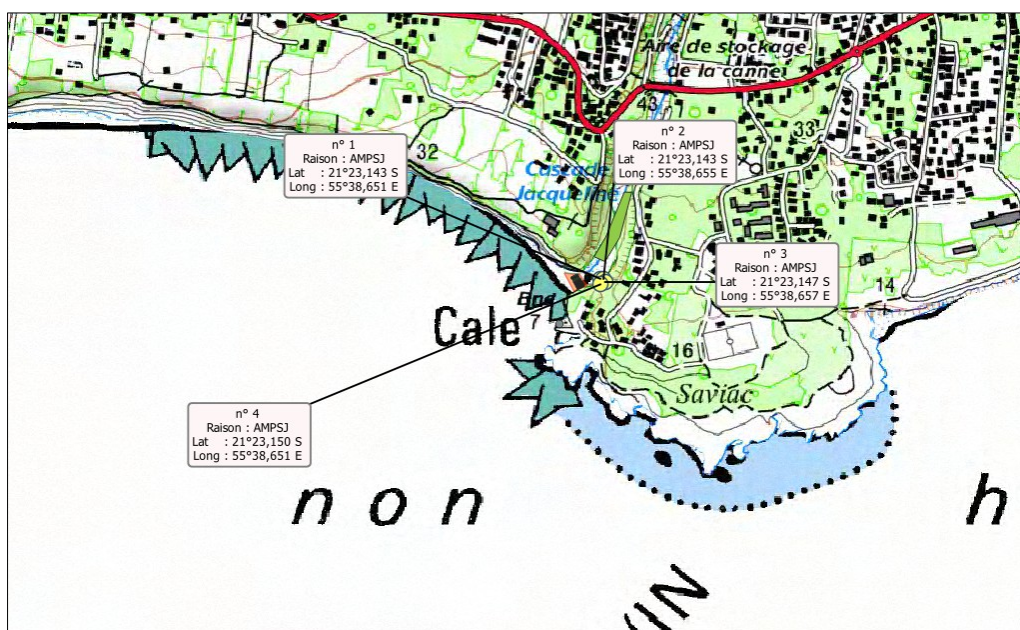 Aire de stockage
de la canne
43
33
n° 1
Raison : AMPSJ
Lat : 21°23,143 S
Long : 55°38,651 E
32
n° 2
Raison : AMPSJ
Lat : 21°23,143 S
Long : 55°38,655 E
Cascade
Jacqueline
n° 3
Raison : AMPSJ
Lat : 21°23,147 S
Long : 55°38,657 E
14
Cale
7
16
Saviac
n° 4
Raison : AMPSJ
Lat : 21°23,150 S
Long : 55°38,651 E
non
h
VIN